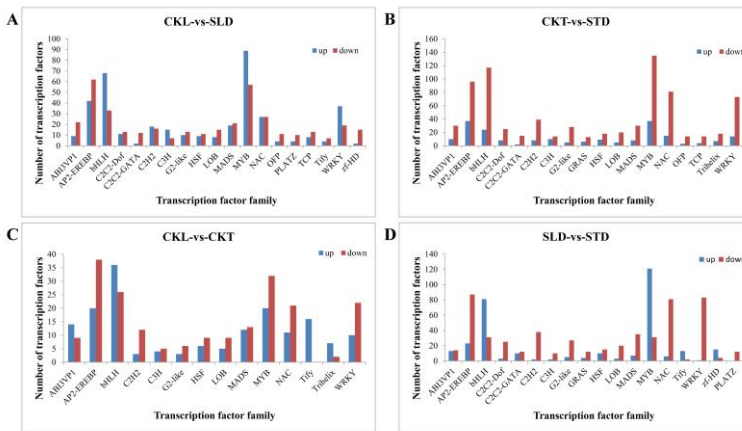 A
CKL-vs-SLD
up
down
Number of transcription factors
100
90
80
70
60
50
40
30
20
10
0
ABI3VP1
AP2-EREBP
bHLH
C2C2-Dof
C2C2-GATA
C2H2
C3H
G2-like
HSF
LOB
MADS
MYB
NAC
OFP
PLATZ
TCP
Tify
WRKY
zf-HD
Transcription factor family
B
CKT-vs-STD
up
down
Number of transcription factors
160
140
120
100
80
60
40
20
0
ABI3VP1
AP2-EREBP
bHLH
C2C2-Dof
C2C2-GATA
C2H2
C3H
G2-like
GRAS
HSF
LOB
MADS
MYB
NAC
OFP
TCP
Trihelix
WRKY
Transcription factor family
C
CKL-vs-CKT
up
down
Number of transcription factors
40
35
30
25
20
15
10
5
0
ABI3VP1
AP2-EREBP
bHLH
C2H2
C3H
G2-like
HSF
LOB
MADS
MYB
NAC
Tify
Trihelix
WRKY
Transcription factor family
D
SLD-vs-STD
up
down
Number of transcription factors
140
120
100
80
60
40
20
0
ABI3VP1
AP2-EREBP
bHLH
C2C2-Dof
C2C2-GATA
C2H2
C3H
G2-like
GRAS
HSF
LOB
MADS
MYB
NAC
Tify
WRKY
zf-HD
PLATZ
Transcription factor family